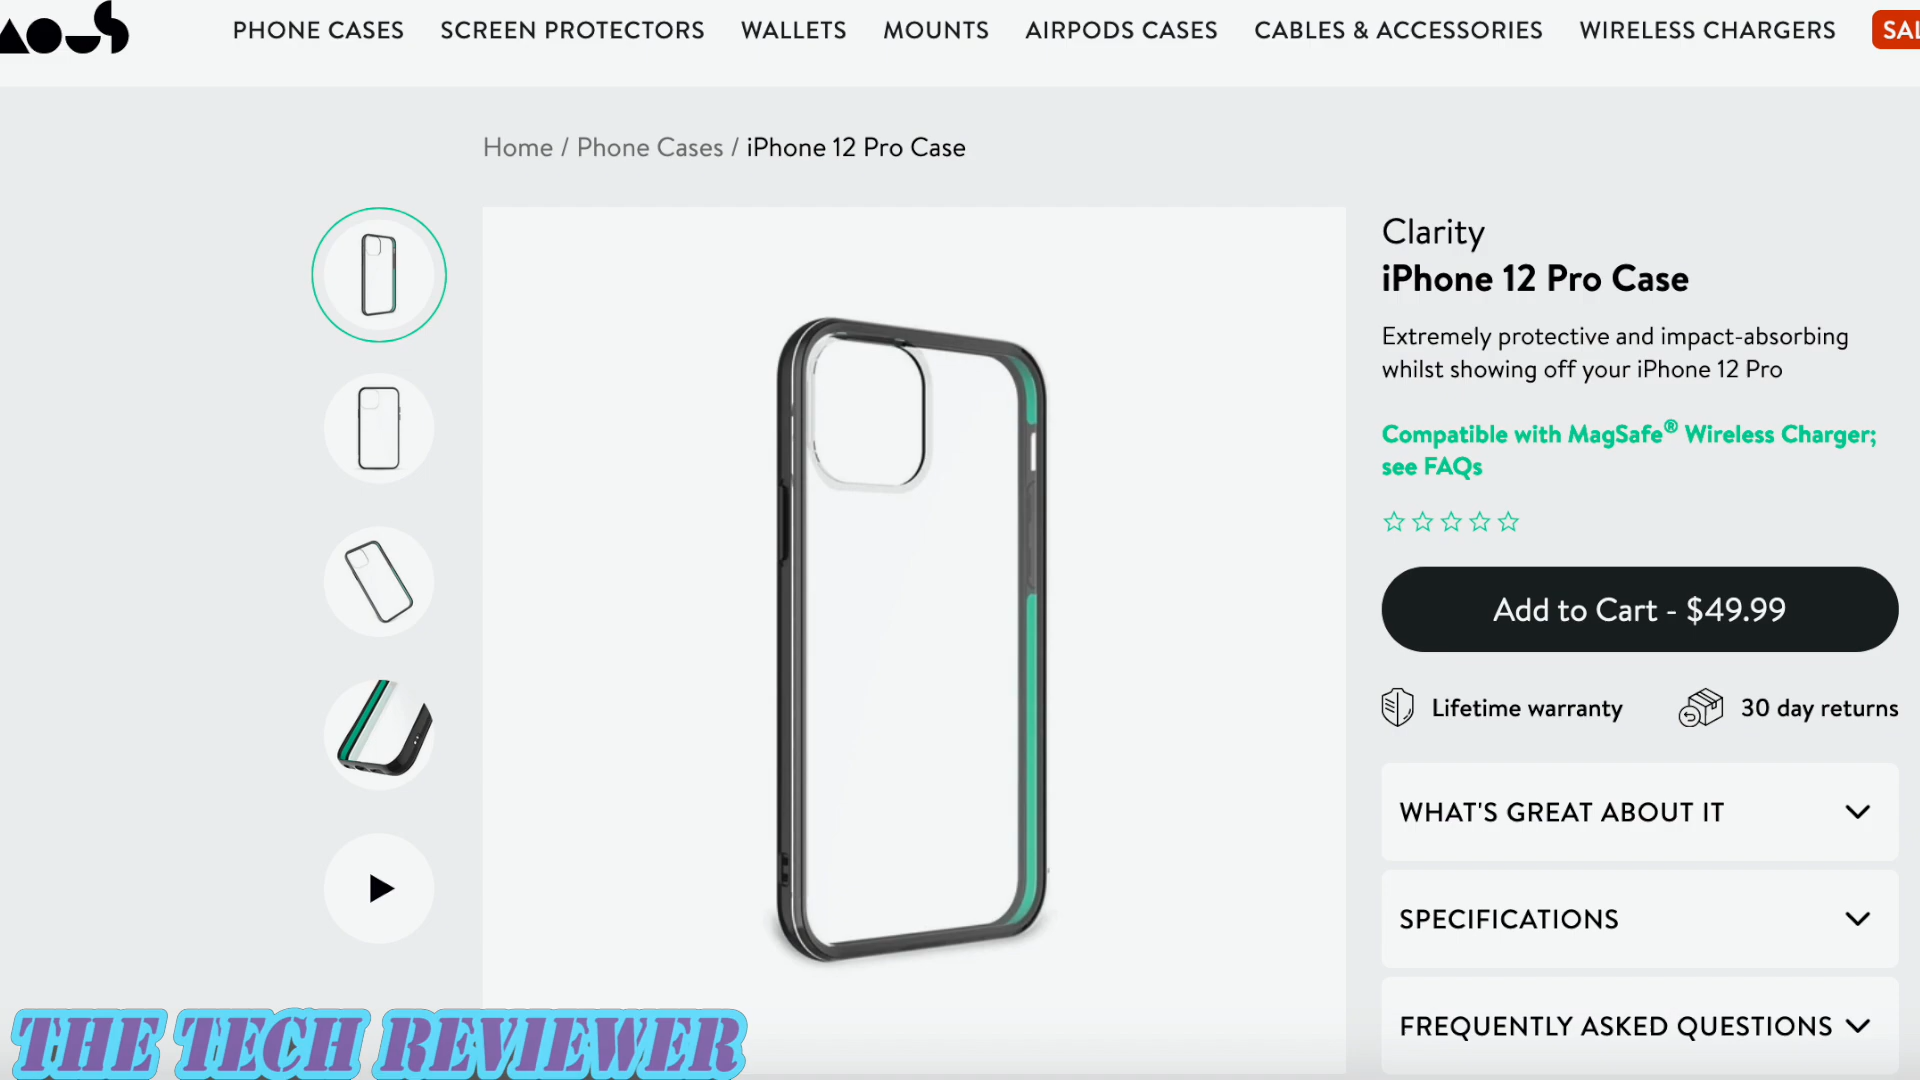 PHONE CASES SCREEN PROTECTORS WALLETS MOUNTS AIRPODS CASES CABLES & ACCESSORIES WIRELESS CHARGERS
Home / Phone Cases / iPhone 12 Pro Case
Clarity
iPhone 12 Pro Case
Extremely protective and impact-absorbing
whilst showing off your iPhone 12 Pro
Compatible with MagSafe® Wireless Charger;
see FAQs
Add to Cart - $49.99
Lifetime warranty 30 day returns
WHAT'S GREAT ABOUT IT
SPECIFICATIONS
FREQUENTLY ASKED QUESTIONS
THE TECH REVIEWER